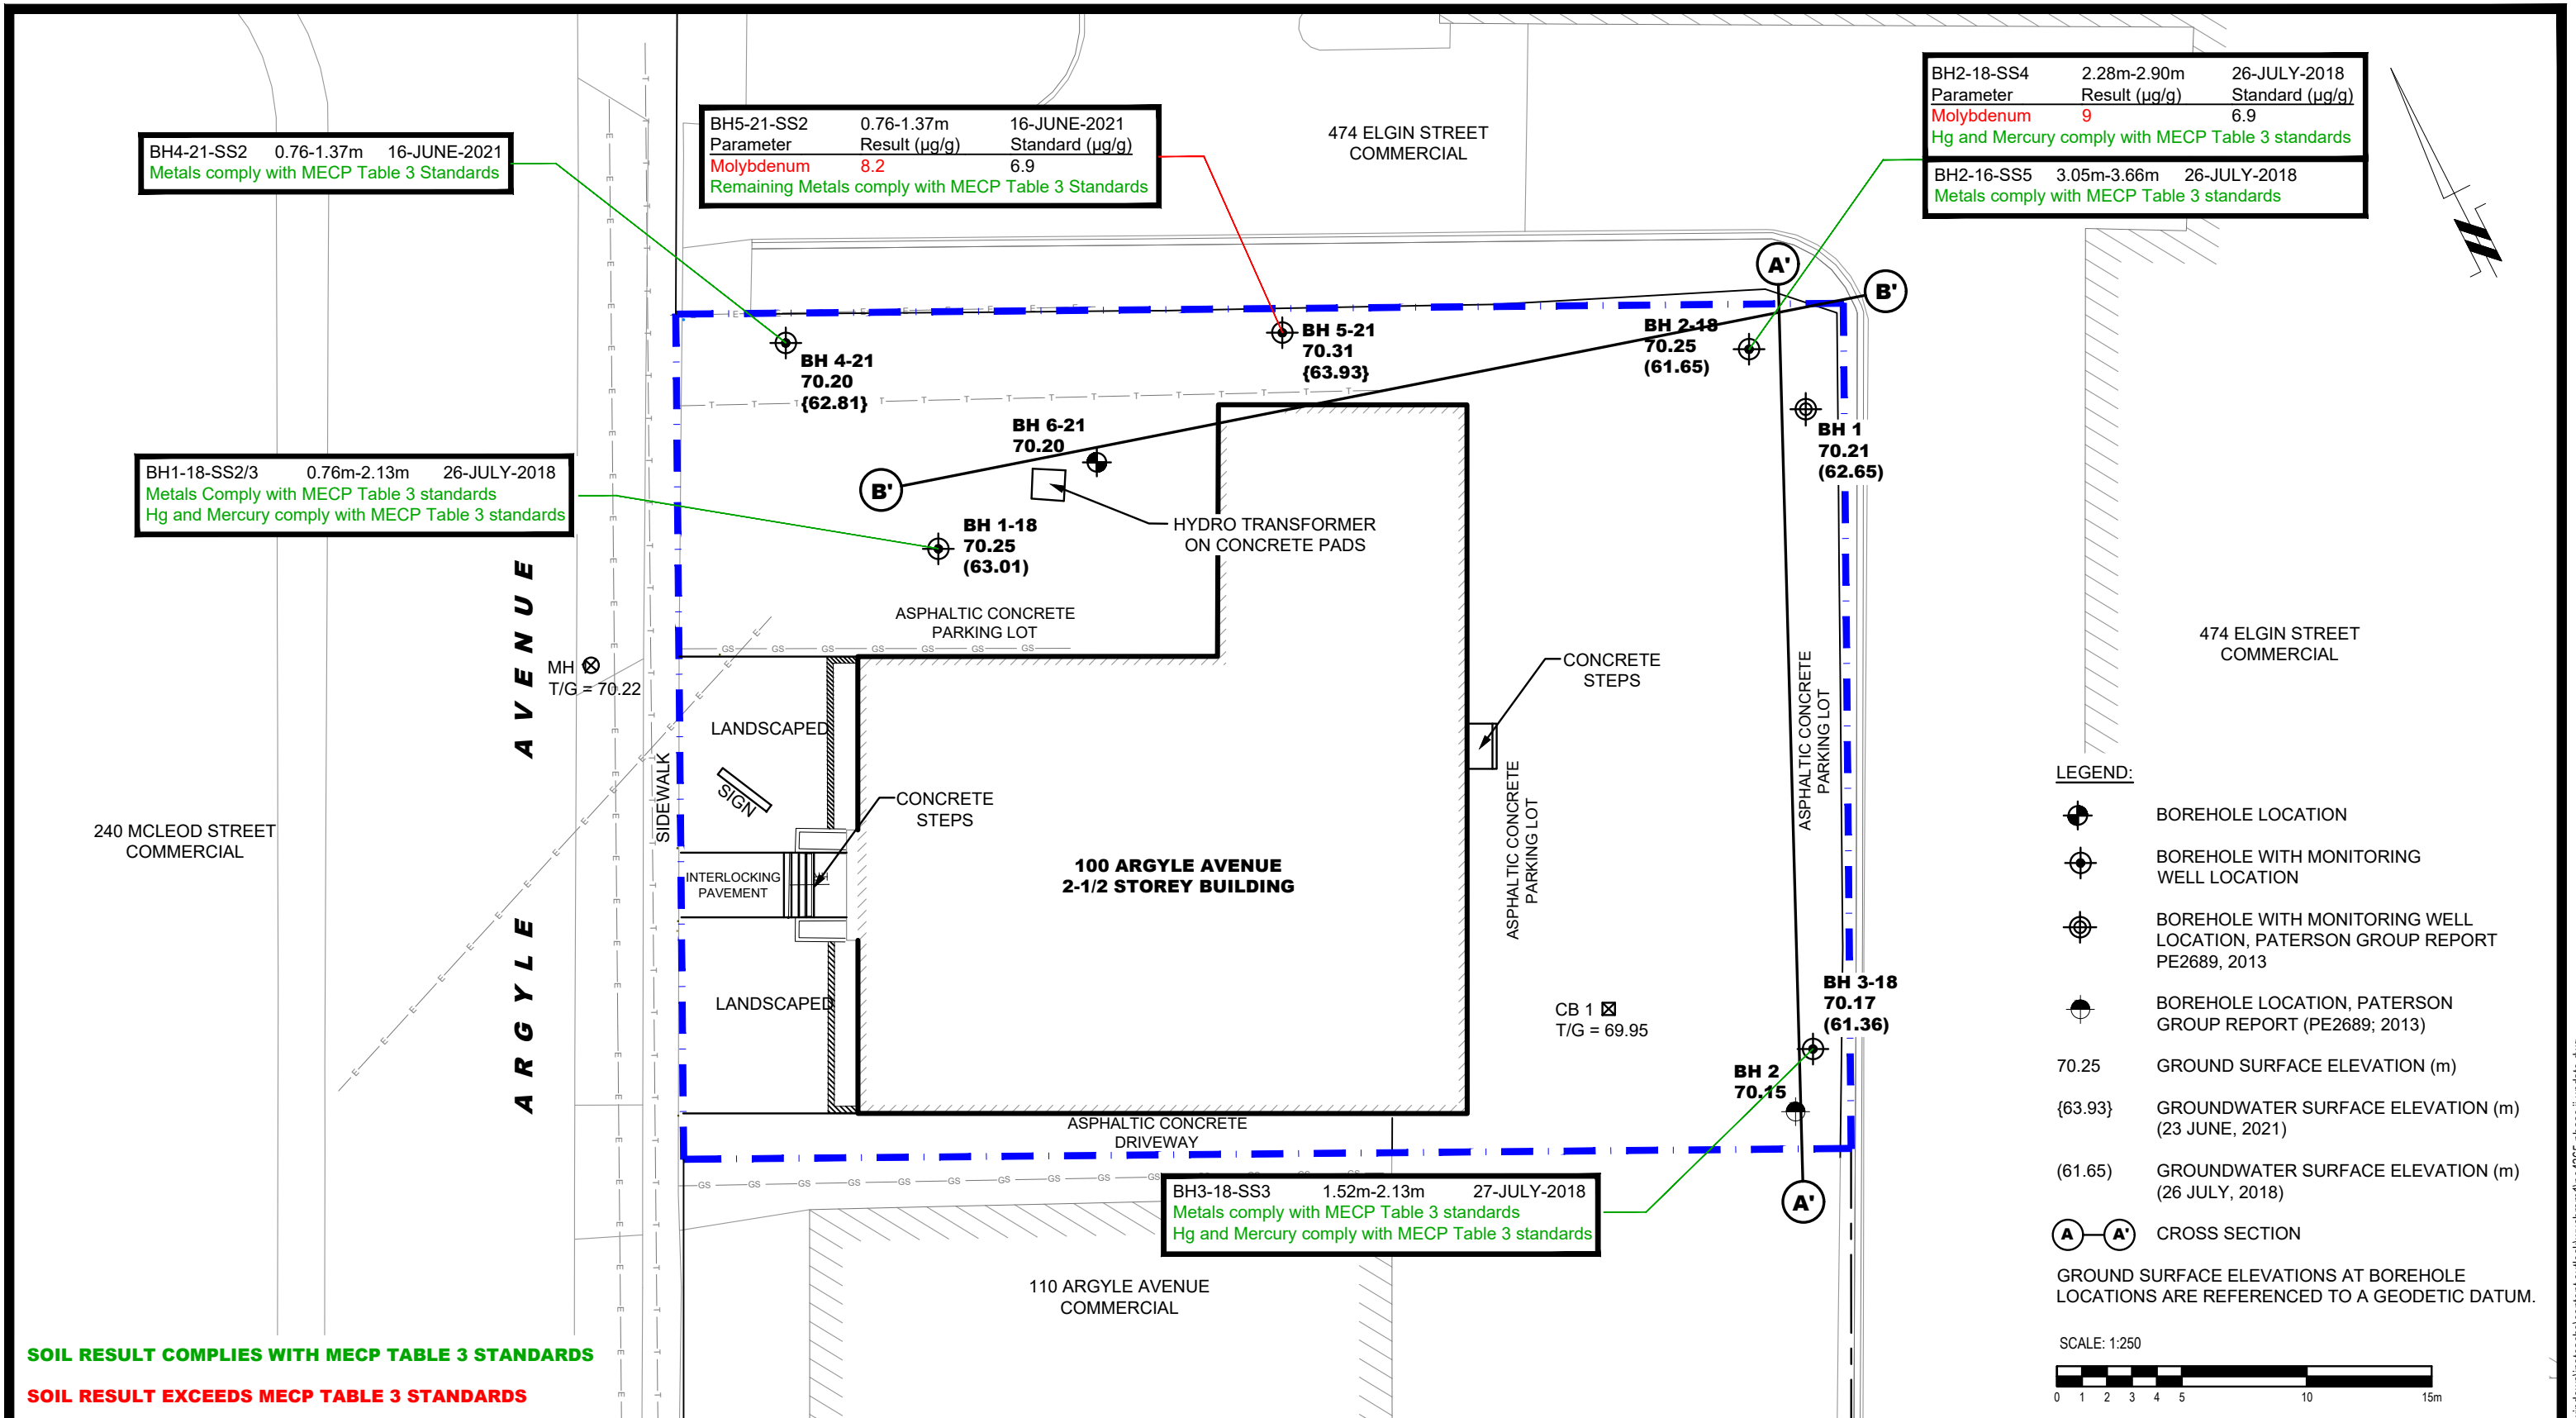 BH4-21-SS2 0.76-1.37m 16-JUNE-2021
Metals comply with MECP Table 3 Standards
BH5-21-SS2 0.76-1.37m 16-JUNE-2021
Parameter Result (µg/g) Standard (µg/g)
Molybdenum 8.2 6.9
Remaining Metals comply with MECP Table 3 Standards
474 ELGIN STREET
COMMERCIAL
BH2-18-SS4 2.28m-2.90m 26-JULY-2018
Parameter Result (µg/g) Standard (µg/g)
Molybdenum 9 6.9
Hg and Mercury comply with MECP Table 3 standards
BH2-16-SS5 3.05m-3.66m 26-JULY-2018
Metals comply with MECP Table 3 standards
A'
B'
BH 4-21
70.20
{62.81}
BH 5-21
70.31
{63.93}
BH 2-18
70.25
(61.65)
BH 1
70.21
(62.65)
BH 6-21
70.20
B'
HYDRO TRANSFORMER
ON CONCRETE PADS
BH1-18-SS2/3 0.76m-2.13m 26-JULY-2018
Metals Comply with MECP Table 3 standards
Hg and Mercury comply with MECP Table 3 standards
BH 1-18
70.25
(63.01)
ASPHALTIC CONCRETE
PARKING LOT
MH
T/G = 70.22
ARGYLE AVENUE
SIDEWALK
LANDSCAPED
SIGN
CONCRETE
STEPS
INTERLOCKING
PAVEMENT
LANDSCAPED
240 MCLEOD STREET
COMMERCIAL
100 ARGYLE AVENUE
2-1/2 STOREY BUILDING
CONCRETE
STEPS
ASPHALTIC CONCRETE
PARKING LOT
ASPHALTIC CONCRETE
PARKING LOT
474 ELGIN STREET
COMMERCIAL
CB 1
T/G = 69.95
BH 3-18
70.17
(61.36)
BH 2
70.15
A'
ASPHALTIC CONCRETE
DRIVEWAY
BH3-18-SS3 1.52m-2.13m 27-JULY-2018
Metals comply with MECP Table 3 standards
Hg and Mercury comply with MECP Table 3 standards
110 ARGYLE AVENUE
COMMERCIAL
SOIL RESULT COMPLIES WITH MECP TABLE 3 STANDARDS
SOIL RESULT EXCEEDS MECP TABLE 3 STANDARDS
LEGEND:
BOREHOLE LOCATION
BOREHOLE WITH MONITORING
WELL LOCATION
BOREHOLE WITH MONITORING WELL
LOCATION, PATERSON GROUP REPORT
PE2689, 2013
BOREHOLE LOCATION, PATERSON
GROUP REPORT (PE2689; 2013)
70.25 GROUND SURFACE ELEVATION (m)
{63.93} GROUNDWATER SURFACE ELEVATION (m)
(23 JUNE, 2021)
(61.65) GROUNDWATER SURFACE ELEVATION (m)
(26 JULY, 2018)
A A' CROSS SECTION
GROUND SURFACE ELEVATIONS AT BOREHOLE
LOCATIONS ARE REFERENCED TO A GEODETIC DATUM.
SCALE: 1:250
0 1 2 3 4 5 10 15m